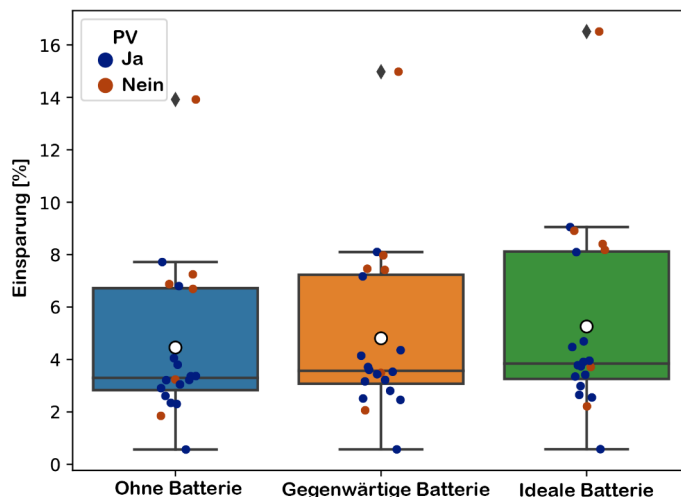 PV
Ja
Nein
Einsparung [%]
16
14
12
10
8
6
4
2
0
Ohne Batterie
Gegenwärtige Batterie
Ideale Batterie